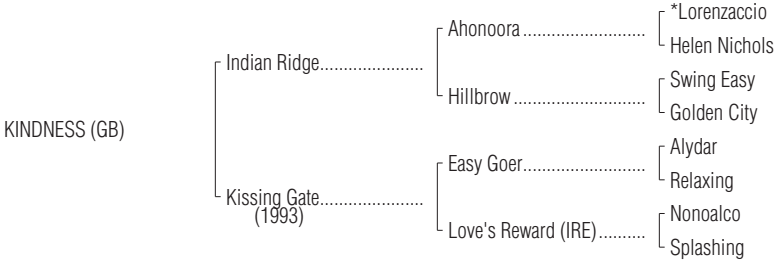 *Lorenzaccio
Ahonoora
Helen Nichols
Indian Ridge
Swing Easy
Hillbrow
Golden City
KINDNESS (GB)
Alydar
Easy Goer
Relaxing
Kissing Gate
(1993)
Nonoalco
Love's Reward (IRE)
Splashing